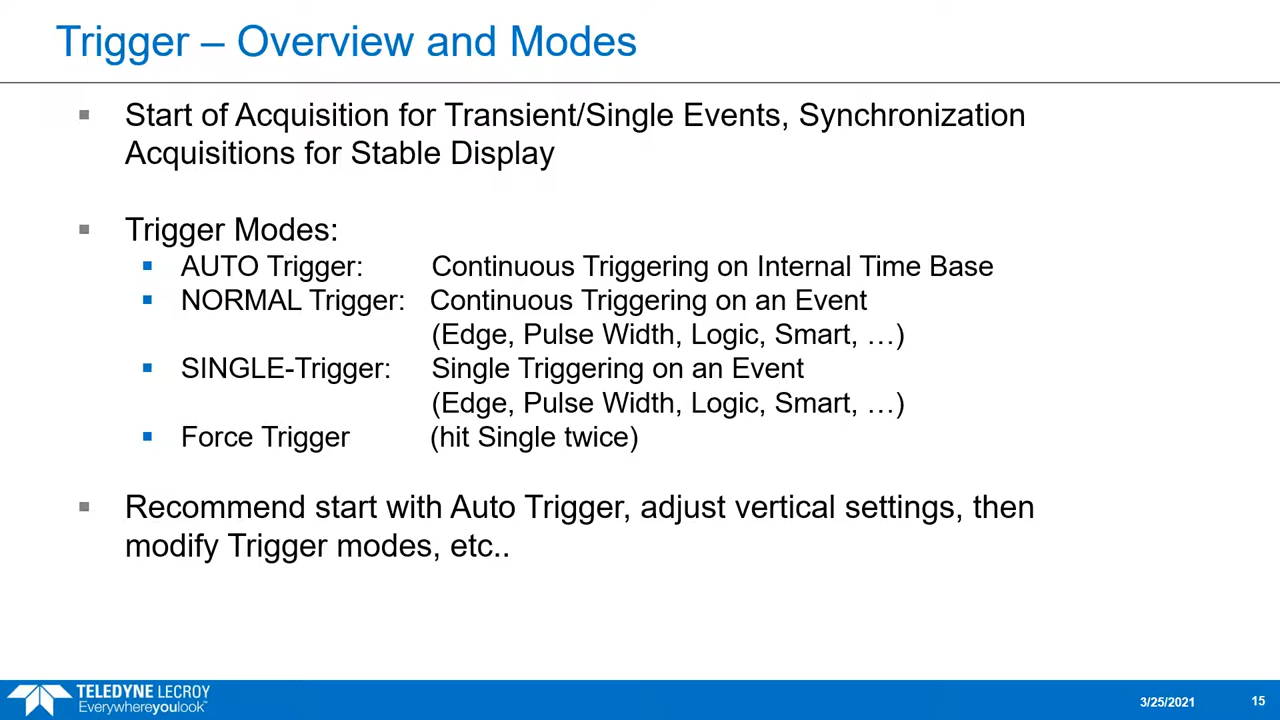 Trigger – Overview and Modes
▪ Start of Acquisition for Transient/Single Events, Synchronization
Acquisitions for Stable Display
▪ Trigger Modes:
▪ AUTO Trigger: Continuous Triggering on Internal Time Base
▪ NORMAL Trigger: Continuous Triggering on an Event
(Edge, Pulse Width, Logic, Smart, …)
▪ SINGLE-Trigger: Single Triggering on an Event
(Edge, Pulse Width, Logic, Smart, …)
▪ Force Trigger (hit Single twice)
▪ Recommend start with Auto Trigger, adjust vertical settings, then
modify Trigger modes, etc..
TELEDYNE LECROY
Everywhereyoulook™
3/25/2021 15